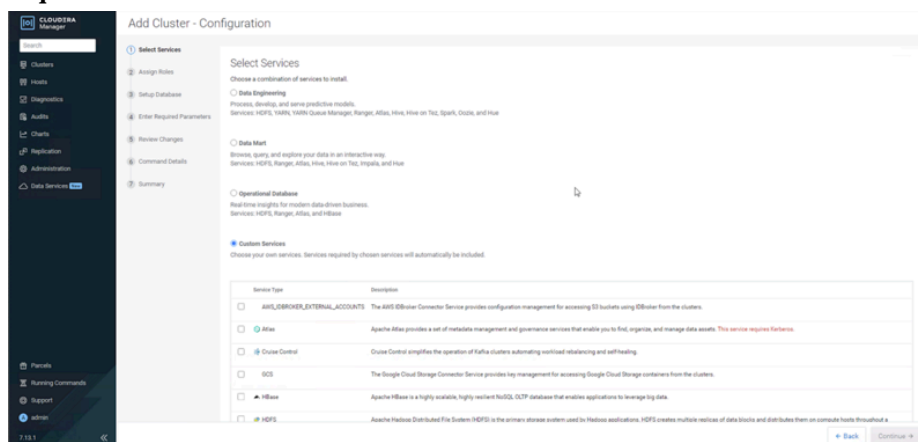 CLOUDERA
Manager
Search
Clusters
Hosts
Diagnostics
Audits
Charts
Replication
Administration
Data Services New
Parcels
Running Commands
Support
admin
7.13.1
Add Cluster - Configuration
1 Select Services
2 Assign Roles
3 Setup Database
4 Enter Required Parameters
5 Review Changes
6 Command Details
7 Summary
Select Services
Choose a combination of services to install.
Data Engineering
Process, develop, and serve predictive models.
Services: HDFS, YARN, YARN Queue Manager, Ranger, Atlas, Hive, Hive on Tez, Spark, Oozie, and Hue
Data Mart
Browse, query, and explore your data in an interactive way.
Services: HDFS, Ranger, Atlas, Hive, Hive on Tez, Impala, and Hue
Operational Database
Real-time insights for modern data-driven business.
Services: HDFS, Ranger, Atlas, and HBase
Custom Services
Choose your own services. Services required by chosen services will automatically be included.
Service Type Description
AWS_IDBROKER_EXTERNAL_ACCOUNTS The AWS IDBroker Connector Service provides configuration management for accessing S3 buckets using IDBroker from the clusters.
Atlas Apache Atlas provides a set of metadata management and governance services that enable you to find, organize, and manage data assets. This service requires Kerberos.
Cruise Control Cruise Control simplifies the operation of Kafka clusters automating workload rebalancing and self-healing.
GCS The Google Cloud Storage Connector Service provides key management for accessing Google Cloud Storage containers from the clusters.
HBase Apache HBase is a highly scalable, highly resilient NoSQL OLTP database that enables applications to leverage big data.
HDFS Apache Hadoop Distributed File System (HDFS) is the primary storage system used by Hadoop applications. HDFS creates multiple replicas of data blocks and distributes them on compute hosts throughout a
← Back Continue →